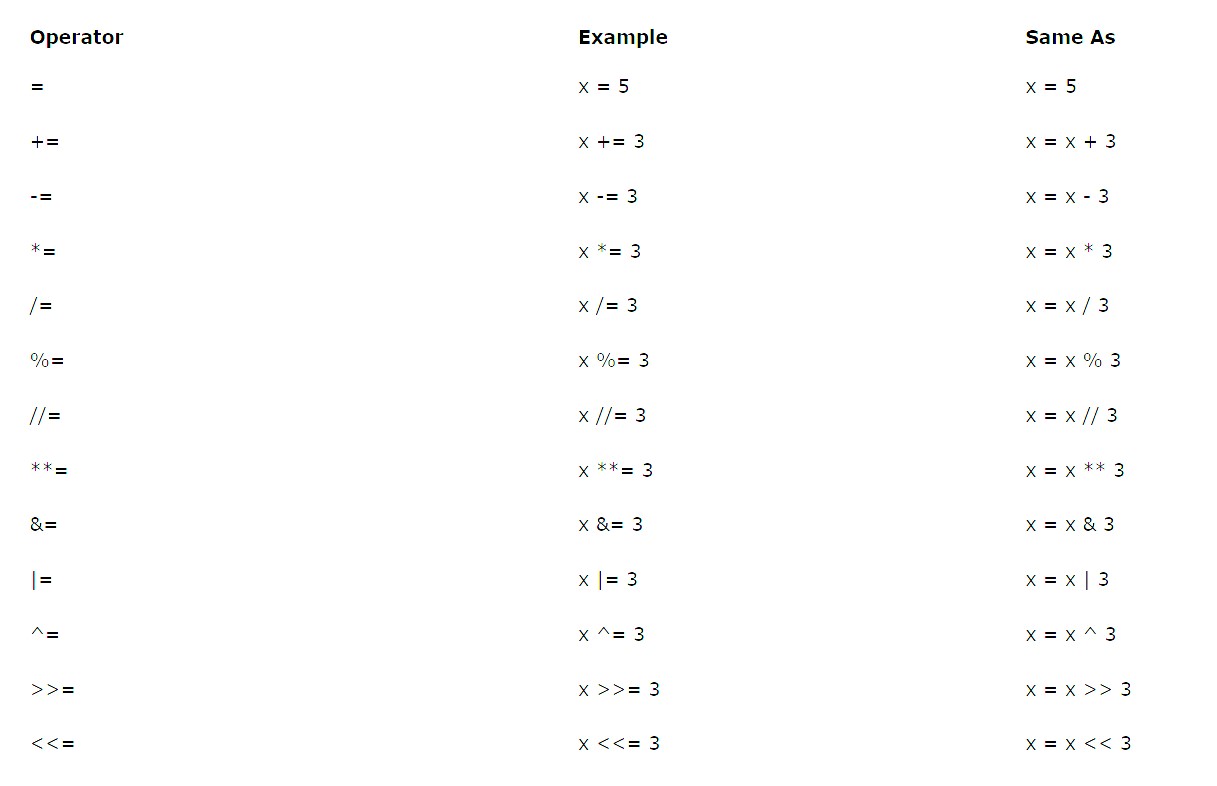 Operator Example Same As
= x = 5 x = 5
+= x += 3 x = x + 3
-= x -= 3 x = x - 3
*= x *= 3 x = x * 3
/= x /= 3 x = x / 3
%= x %= 3 x = x % 3
//= x //= 3 x = x // 3
**= x **= 3 x = x ** 3
&= x &= 3 x = x & 3
|= x |= 3 x = x | 3
^= x ^= 3 x = x ^ 3
>>= x >>= 3 x = x >> 3
<<= x <<= 3 x = x << 3